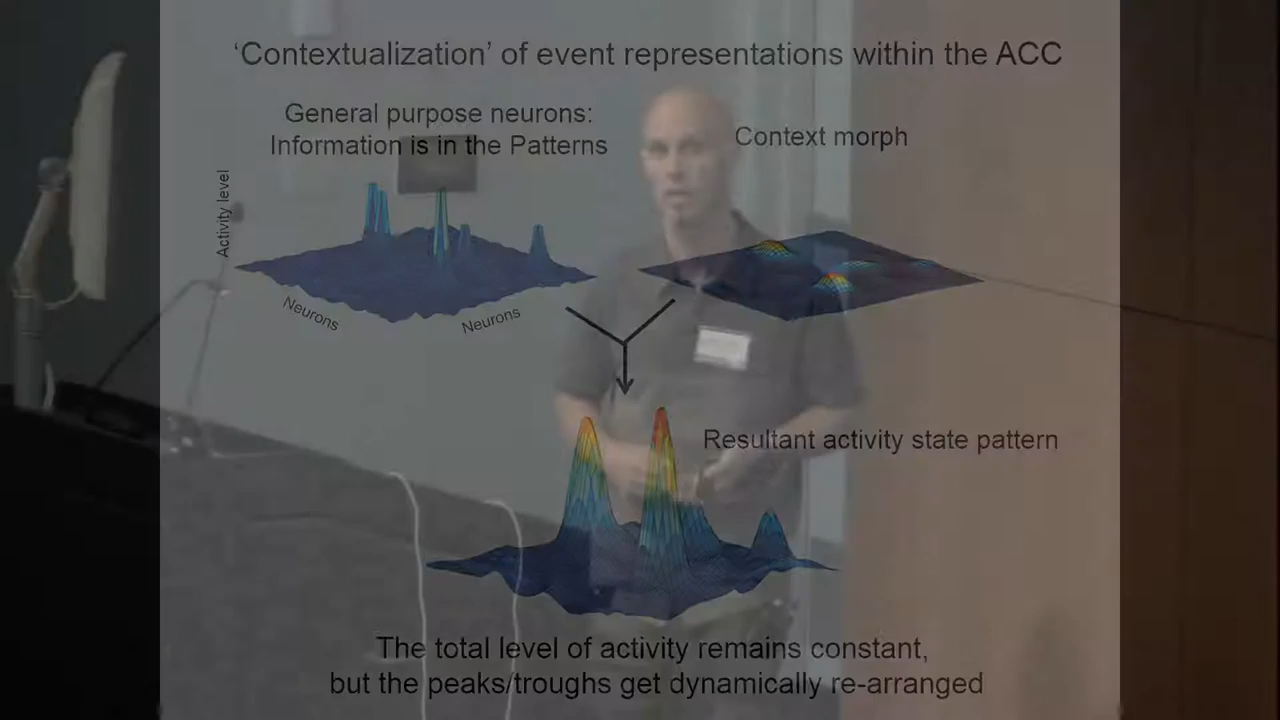 ‘Contextualization’ of event representations within the ACC
General purpose neurons:
Information is in the Patterns
Context morph
Activity level
Neurons
Neurons
Resultant activity state pattern
The total level of activity remains constant,
but the peaks/troughs get dynamically re-arranged